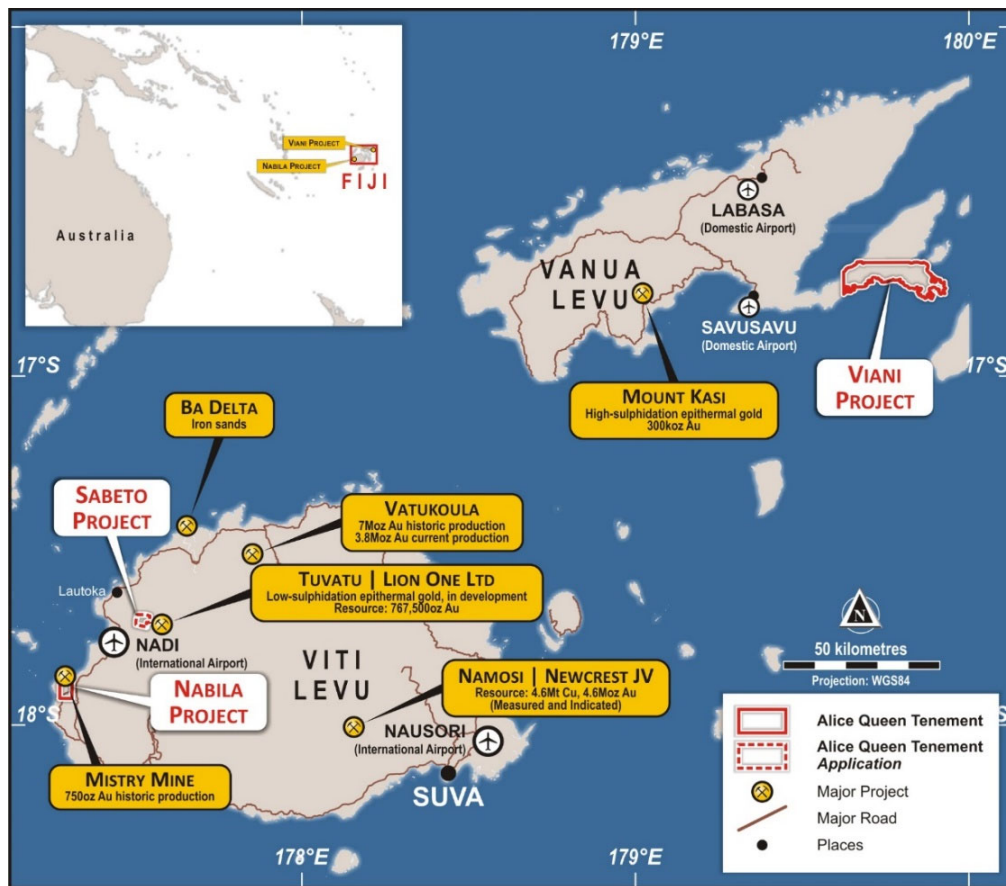 179°E
180°E
VIANI PROJECT
NABILA PROJECT
FIJI
Australia
LABASA
(Domestic Airport)
VANUA
LEVU
SAVUSAVU
(Domestic Airport)
17°S
17°S
MOUNT KASI
High-sulphidation epithermal gold
300koz Au
VIANI
PROJECT
BA DELTA
Iron sands
SABETO
PROJECT
VATUKOULA
7Moz Au historic production
3.8Moz Au current production
Lautoka
TUVATU | LION ONE LTD
Low-sulphidation epithermal gold, in development
Resource: 767,500oz Au
NADI
(International Airport)
VITI
LEVU
NABILA
PROJECT
NAMOSI | NEWCREST JV
Resource: 4.6Mt Cu, 4.6Moz Au
(Measured and Indicated)
N
50 kilometres
Projection: WGS84
18°S
18°S
NAUSORI
(International Airport)
MISTRY MINE
750oz Au historic production
SUVA
Alice Queen Tenement
Alice Queen Tenement
Application
Major Project
Major Road
Places
178°E
179°E